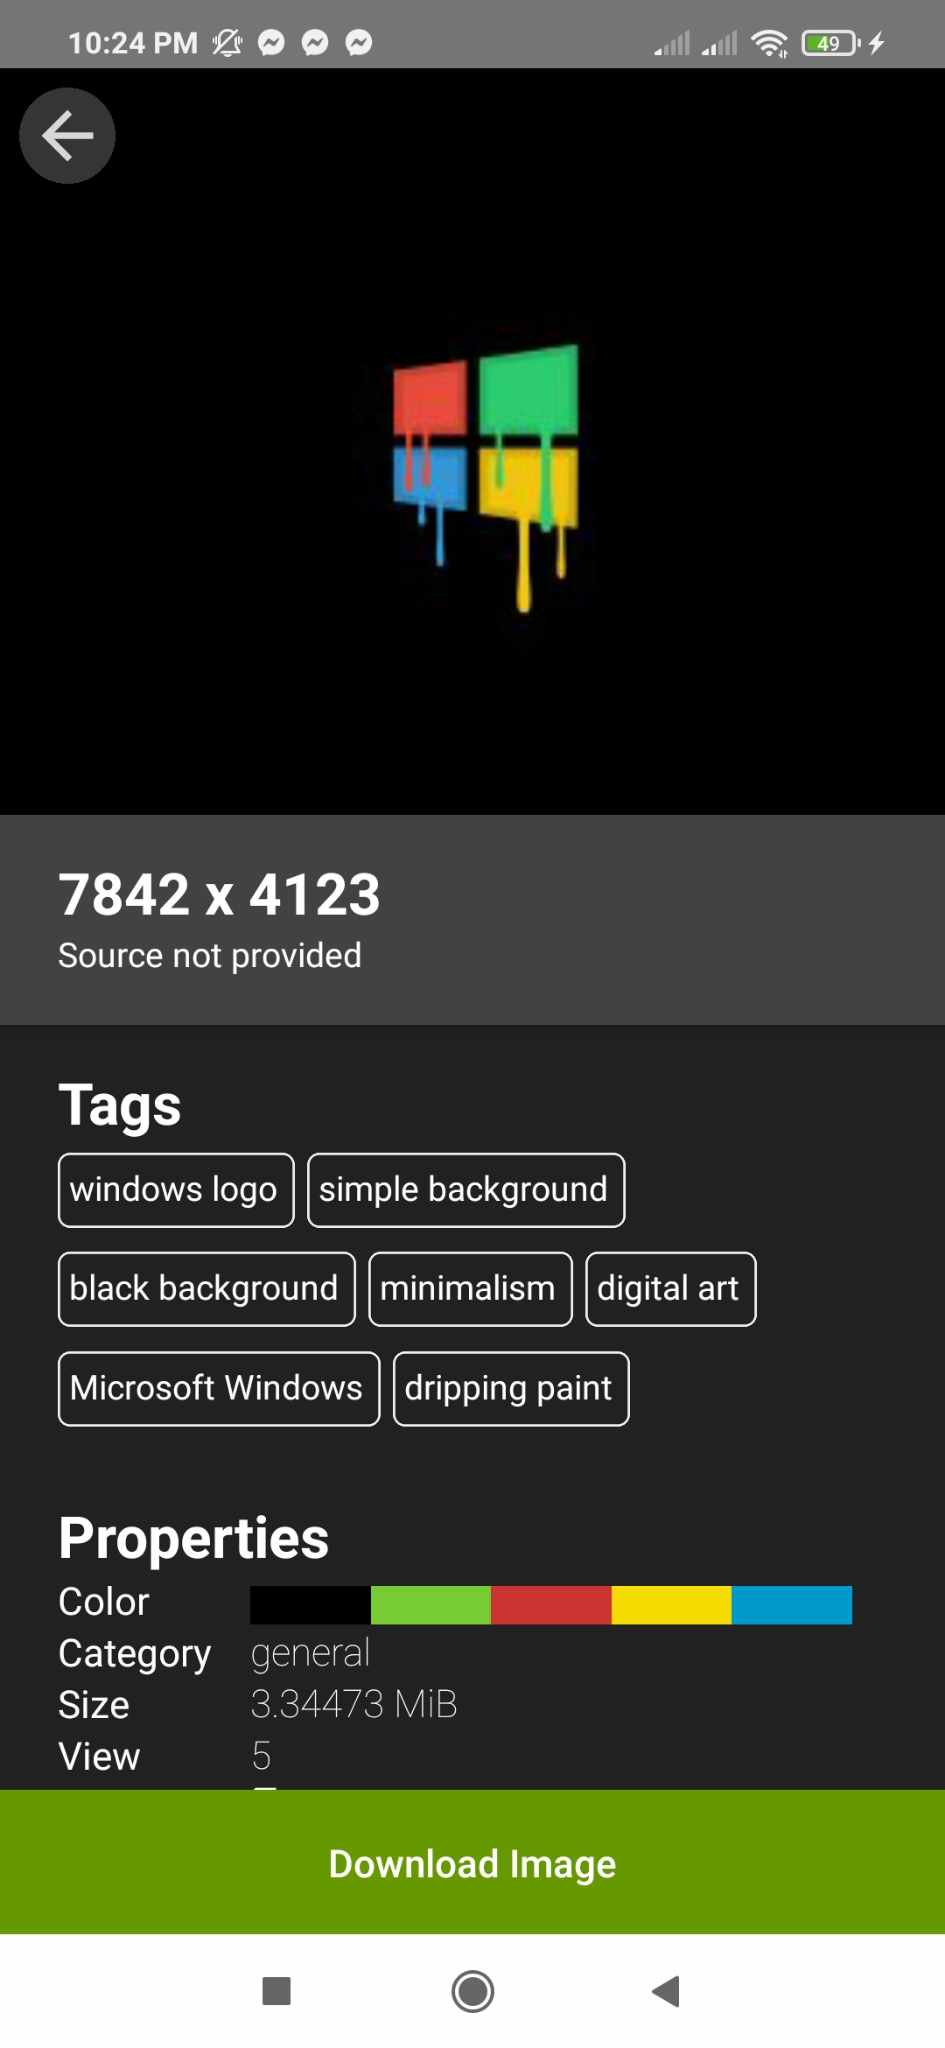 10:24 PM 49
7842 x 4123
Source not provided
Tags
windows logo simple background
black background minimalism digital art
Microsoft Windows dripping paint
Properties
Color
Category general
Size 3.34473 MiB
View 5
Download Image